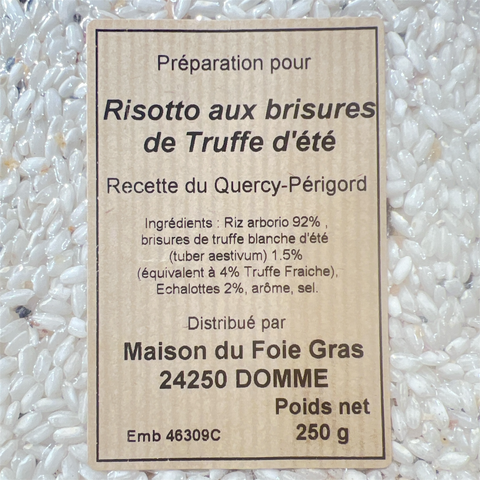 Préparation pour
Risotto aux brisures
de Truffe d'été
Recette du Quercy-Périgord
Ingrédients : Riz arborio 92% ,
brisures de truffe blanche d'été
(tuber aestivum) 1.5%
(équivalent à 4% Truffe Fraiche),
Echalottes 2%, arôme, sel.
Distribué par
Maison du Foie Gras
24250 DOMME
Poids net
Emb 46309C 250 g